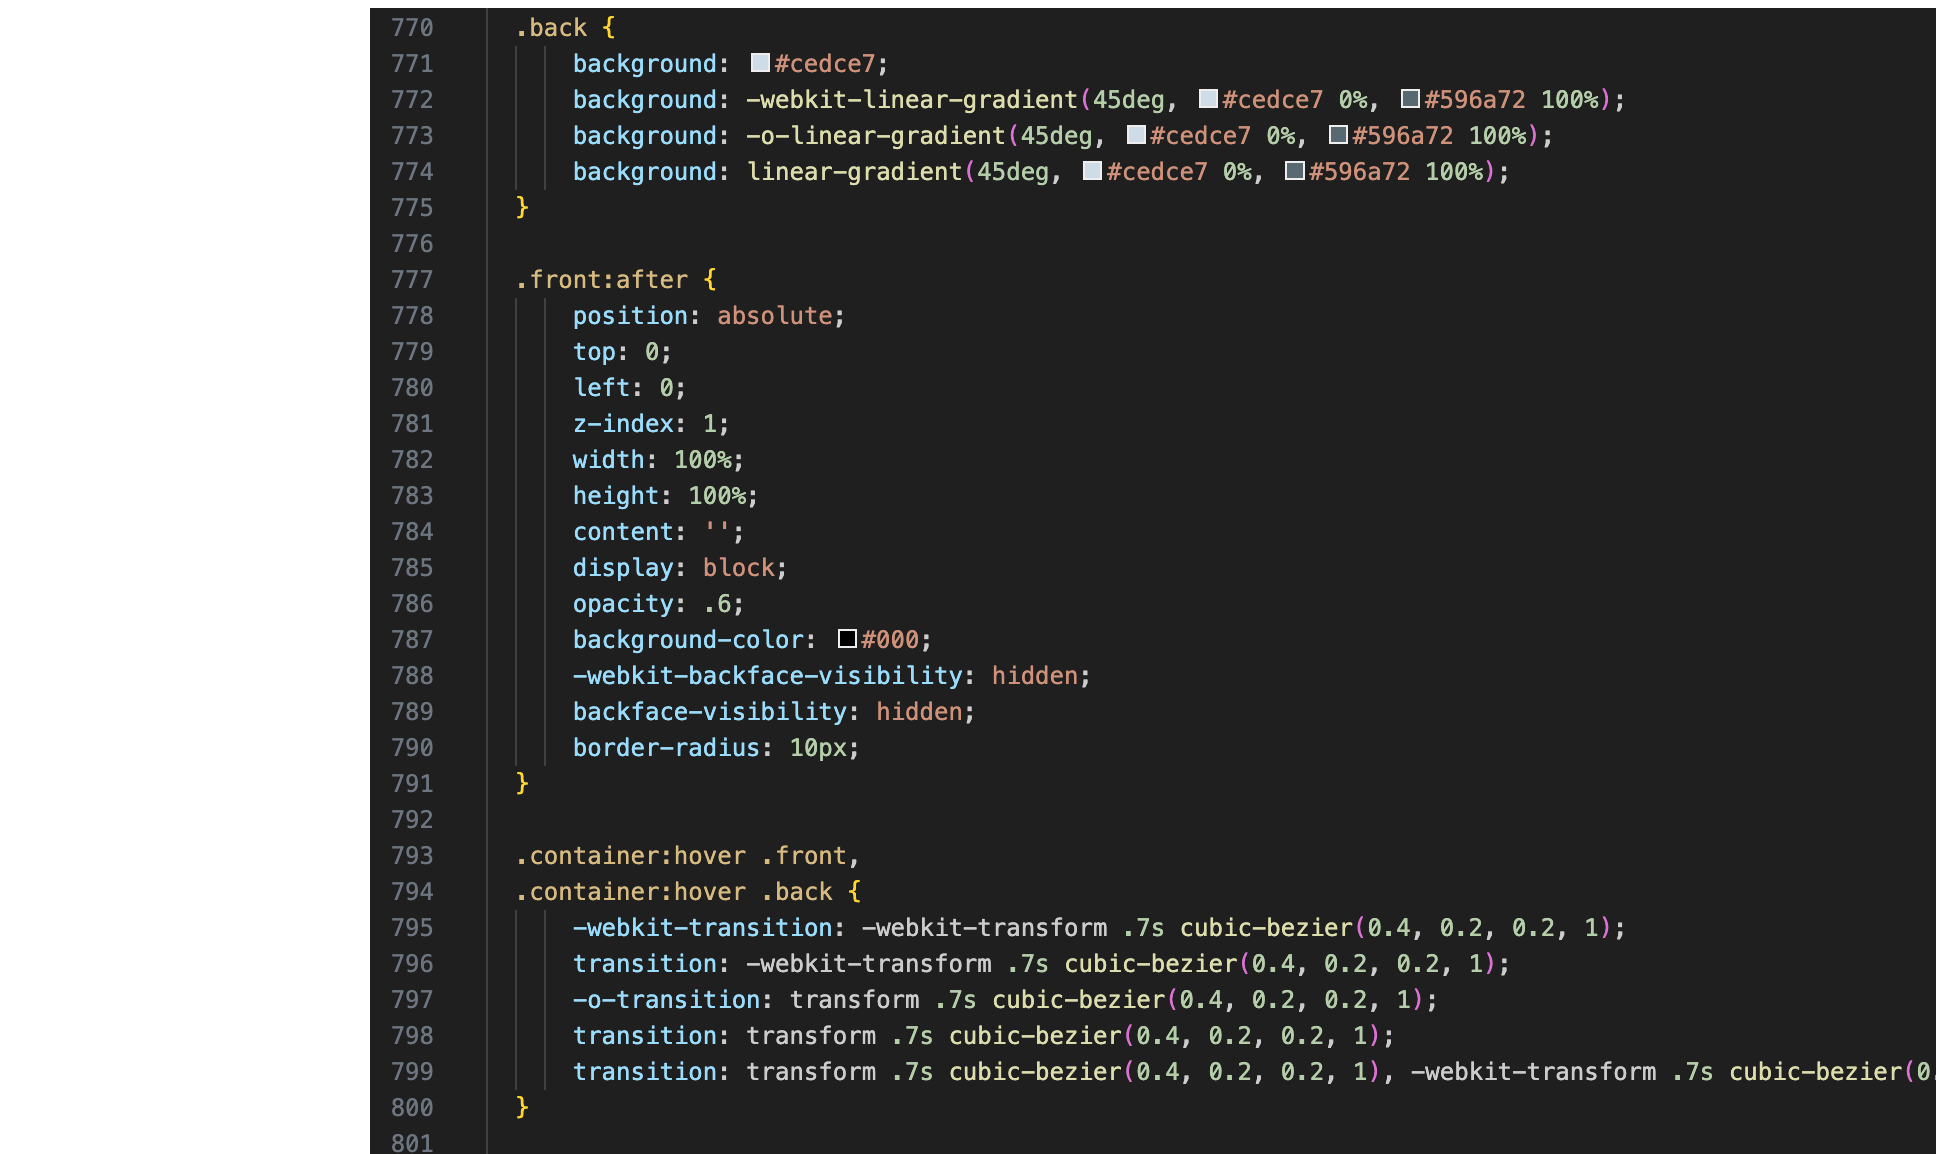 770 .back {
771 background: #cedce7;
772 background: -webkit-linear-gradient(45deg, #cedce7 0%, #596a72 100%);
773 background: -o-linear-gradient(45deg, #cedce7 0%, #596a72 100%);
774 background: linear-gradient(45deg, #cedce7 0%, #596a72 100%);
775 }
776
777 .front:after {
778 position: absolute;
779 top: 0;
780 left: 0;
781 z-index: 1;
782 width: 100%;
783 height: 100%;
784 content: '';
785 display: block;
786 opacity: .6;
787 background-color: #000;
788 -webkit-backface-visibility: hidden;
789 backface-visibility: hidden;
790 border-radius: 10px;
791 }
792
793 .container:hover .front,
794 .container:hover .back {
795 -webkit-transition: -webkit-transform .7s cubic-bezier(0.4, 0.2, 0.2, 1);
796 transition: -webkit-transform .7s cubic-bezier(0.4, 0.2, 0.2, 1);
797 -o-transition: transform .7s cubic-bezier(0.4, 0.2, 0.2, 1);
798 transition: transform .7s cubic-bezier(0.4, 0.2, 0.2, 1);
799 transition: transform .7s cubic-bezier(0.4, 0.2, 0.2, 1), -webkit-transform .7s cubic-bezier(0.
800 }
801